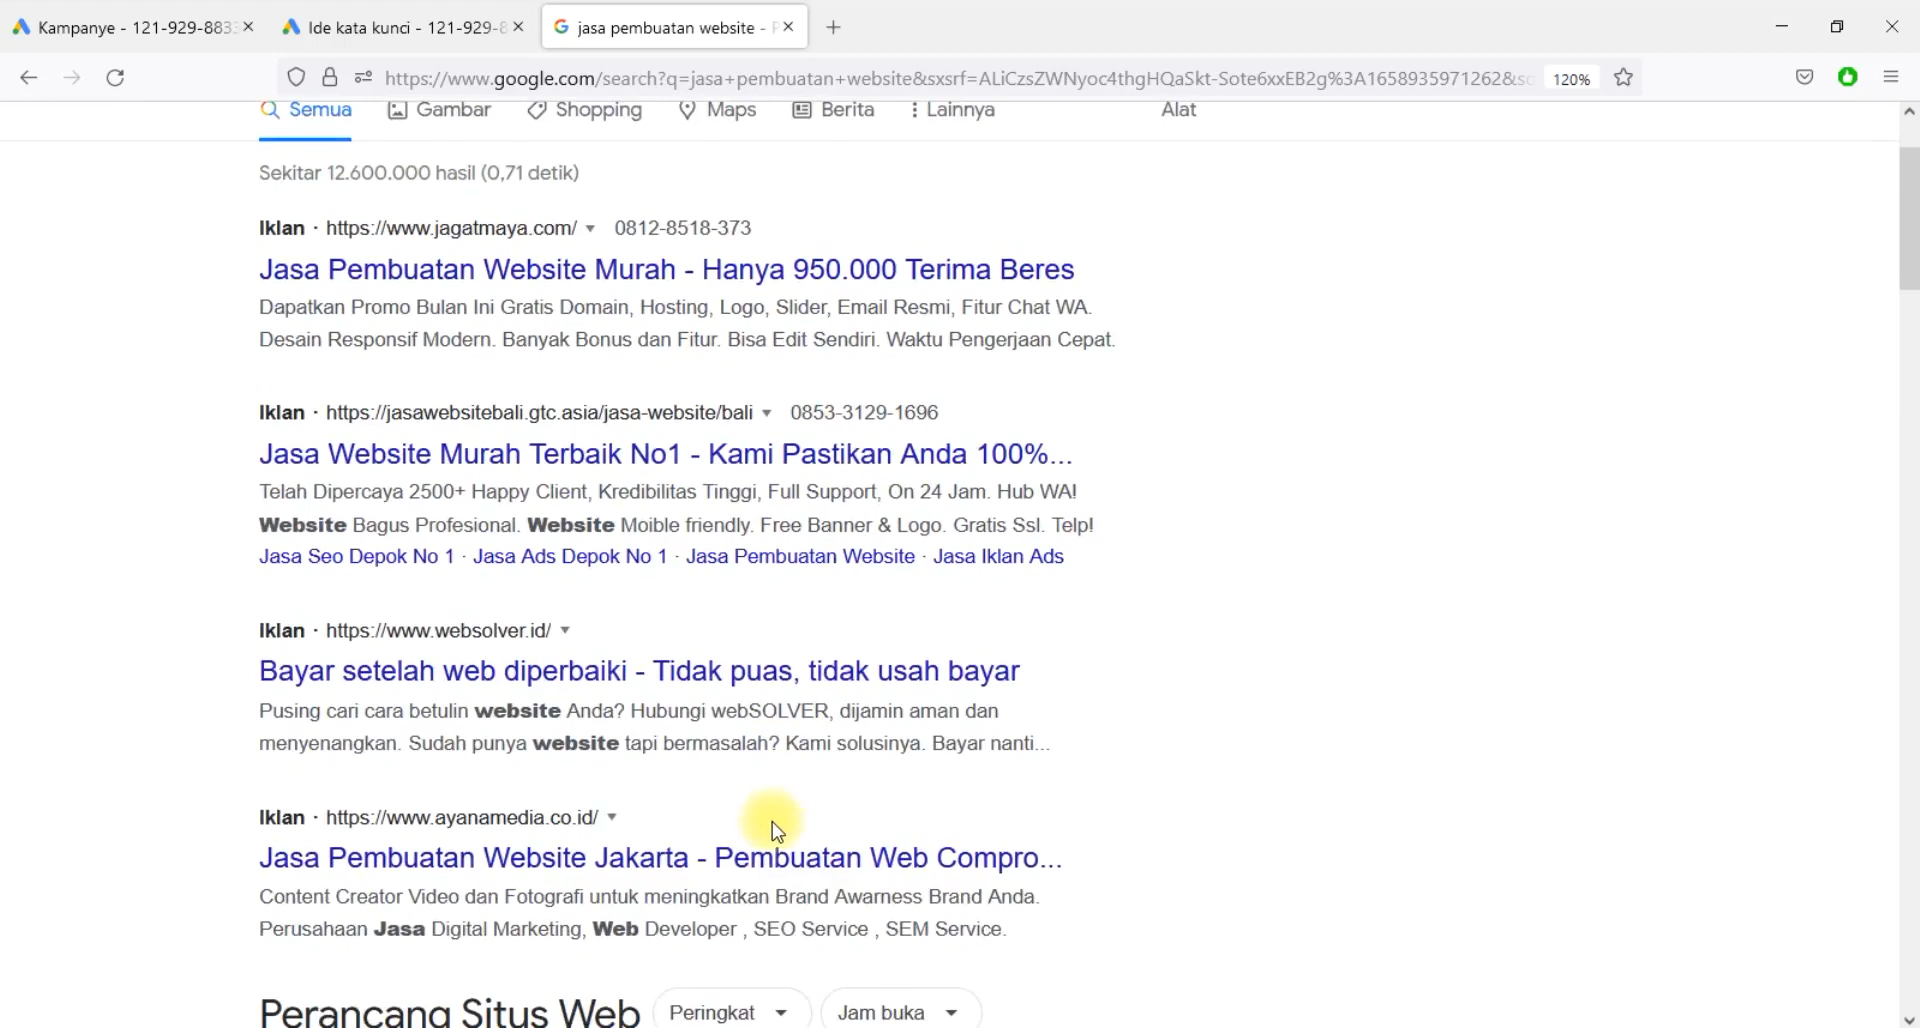 Kampanye - 121-929-883
Ide kata kunci - 121-929-8
jasa pembuatan website -
https://www.google.com/search?q=jasa+pembuatan+website&sxsrf=ALiCzsZWNyoc4thgHQaSkt-Sote6xxEB2g%3A1658935971262&sc
120%
Semua Gambar Shopping Maps Berita Lainnya Alat
Sekitar 12.600.000 hasil (0,71 detik)
Iklan · https://www.jagatmaya.com/ 0812-8518-373
Jasa Pembuatan Website Murah - Hanya 950.000 Terima Beres
Dapatkan Promo Bulan Ini Gratis Domain, Hosting, Logo, Slider, Email Resmi, Fitur Chat WA.
Desain Responsif Modern. Banyak Bonus dan Fitur. Bisa Edit Sendiri. Waktu Pengerjaan Cepat.
Iklan · https://jasawebsitebali.gtc.asia/jasa-website/bali 0853-3129-1696
Jasa Website Murah Terbaik No1 - Kami Pastikan Anda 100%...
Telah Dipercaya 2500+ Happy Client, Kredibilitas Tinggi, Full Support, On 24 Jam. Hub WA!
Website Bagus Profesional. Website Moible friendly. Free Banner & Logo. Gratis Ssl. Telp!
Jasa Seo Depok No 1 · Jasa Ads Depok No 1 · Jasa Pembuatan Website · Jasa Iklan Ads
Iklan · https://www.websolver.id/
Bayar setelah web diperbaiki - Tidak puas, tidak usah bayar
Pusing cari cara betulin website Anda? Hubungi webSOLVER, dijamin aman dan
menyenangkan. Sudah punya website tapi bermasalah? Kami solusinya. Bayar nanti...
Iklan · https://www.ayanamedia.co.id/
Jasa Pembuatan Website Jakarta - Pembuatan Web Compro...
Content Creator Video dan Fotografi untuk meningkatkan Brand Awarness Brand Anda.
Perusahaan Jasa Digital Marketing, Web Developer , SEO Service , SEM Service.
Perancang Situs Web Peringkat Jam buka